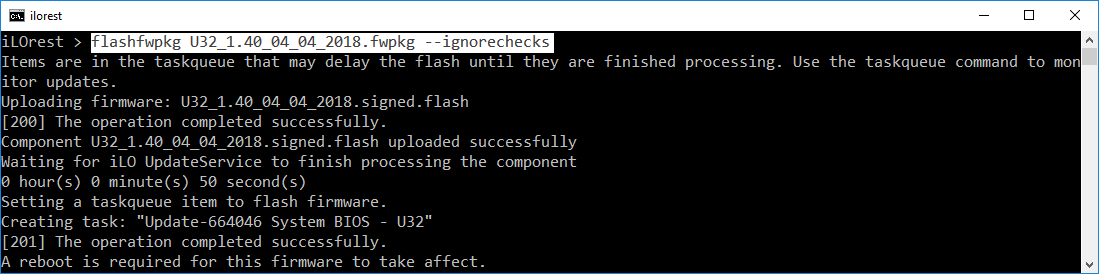 ilorest
iLOrest > flashfwpkg U32_1.40_04_04_2018.fwpkg --ignorechecks
Items are in the taskqueue that may delay the flash until they are finished processing. Use the taskqueue command to mon
itor updates.
Uploading firmware: U32_1.40_04_04_2018.signed.flash
[200] The operation completed successfully.
Component U32_1.40_04_04_2018.signed.flash uploaded successfully
Waiting for iLO UpdateService to finish processing the component
0 hour(s) 0 minute(s) 50 second(s)
Setting a taskqueue item to flash firmware.
Creating task: "Update-664046 System BIOS - U32"
[201] The operation completed successfully.
A reboot is required for this firmware to take affect.